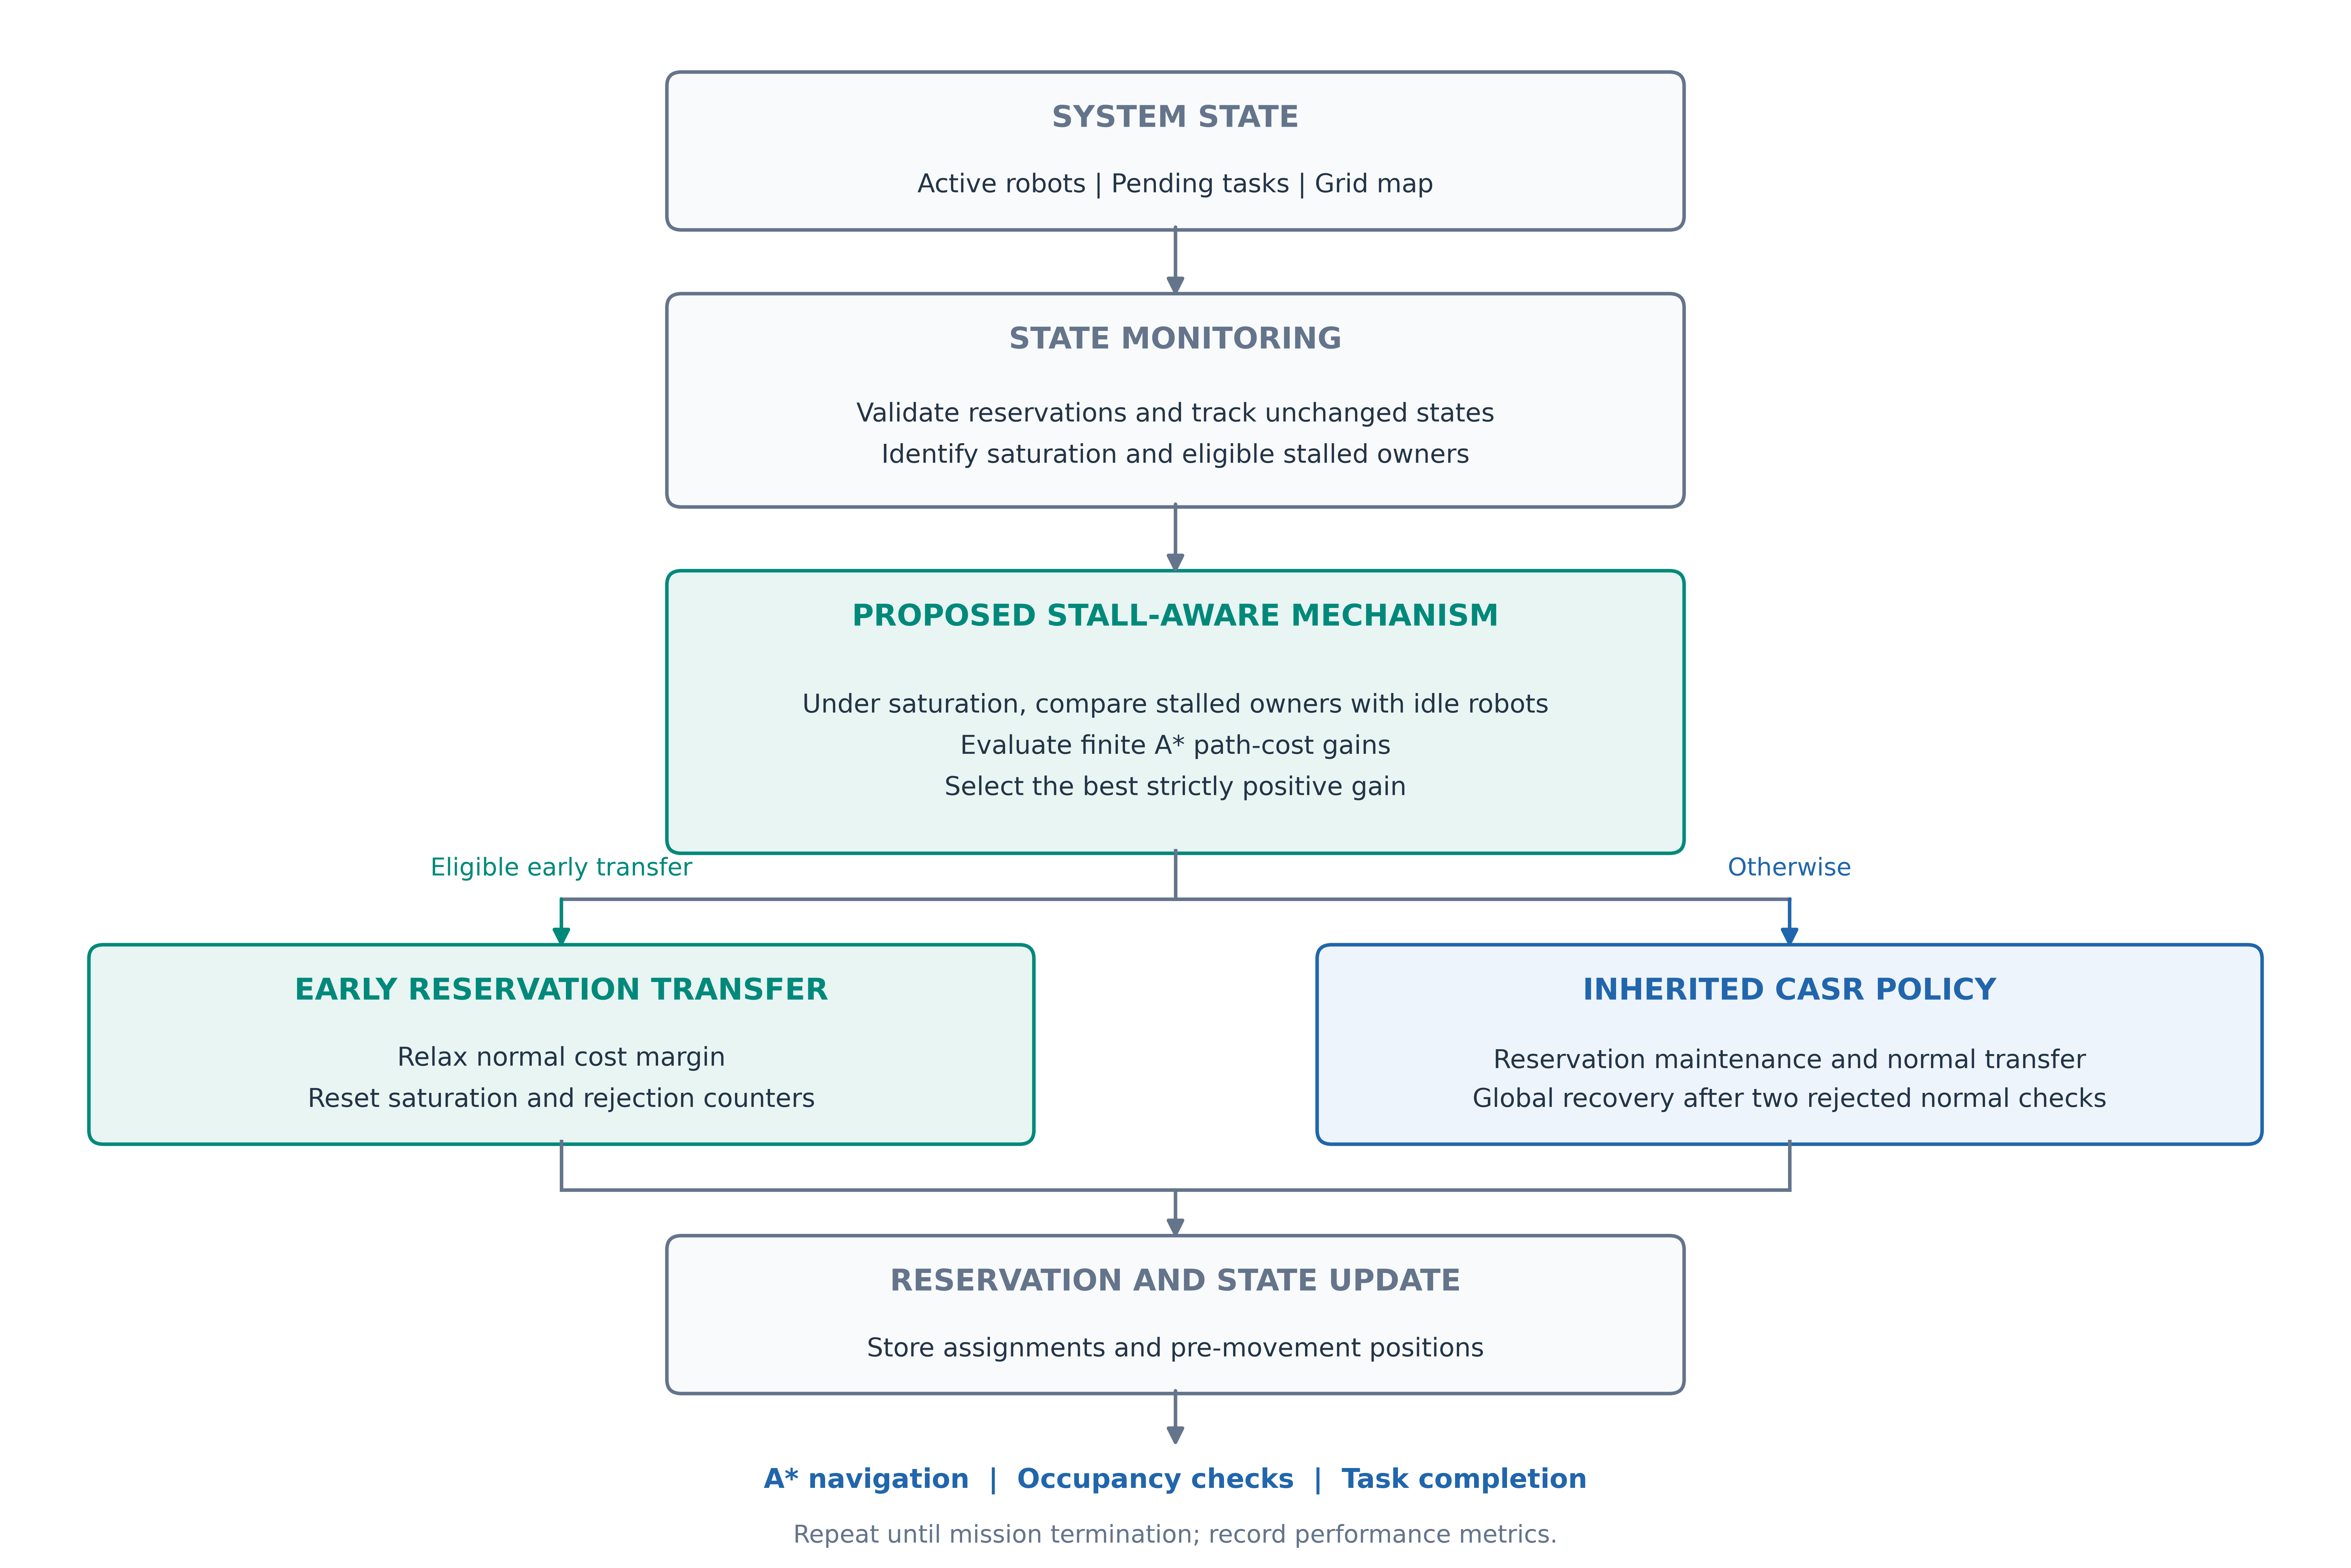 SYSTEM STATE
Active robots | Pending tasks | Grid map
STATE MONITORING
Validate reservations and track unchanged states
Identify saturation and eligible stalled owners
PROPOSED STALL-AWARE MECHANISM
Under saturation, compare stalled owners with idle robots
Evaluate finite A* path-cost gains
Select the best strictly positive gain
Eligible early transfer
Otherwise
EARLY RESERVATION TRANSFER
Relax normal cost margin
Reset saturation and rejection counters
INHERITED CASR POLICY
Reservation maintenance and normal transfer
Global recovery after two rejected normal checks
RESERVATION AND STATE UPDATE
Store assignments and pre-movement positions
A* navigation | Occupancy checks | Task completion
Repeat until mission termination; record performance metrics.